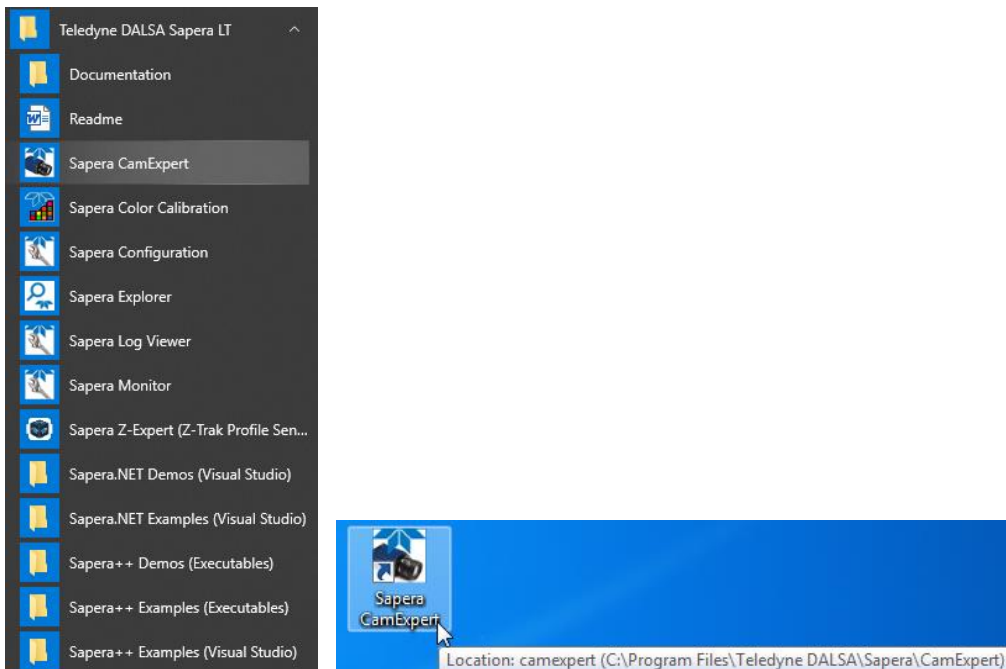 Teledyne DALSA Sapera LT
Documentation
Readme
Sapera CamExpert
Sapera Color Calibration
Sapera Configuration
Sapera Explorer
Sapera Log Viewer
Sapera Monitor
Sapera Z-Expert (Z-Trak Profile Sen...
Sapera.NET Demos (Visual Studio)
Sapera.NET Examples (Visual Studio)
Sapera++ Demos (Executables)
Sapera++ Examples (Executables)
Sapera++ Examples (Visual Studio)
Sapera
CamExpert
Location: camexpert (C:\Program Files\Teledyne DALSA\Sapera\CamExpert)